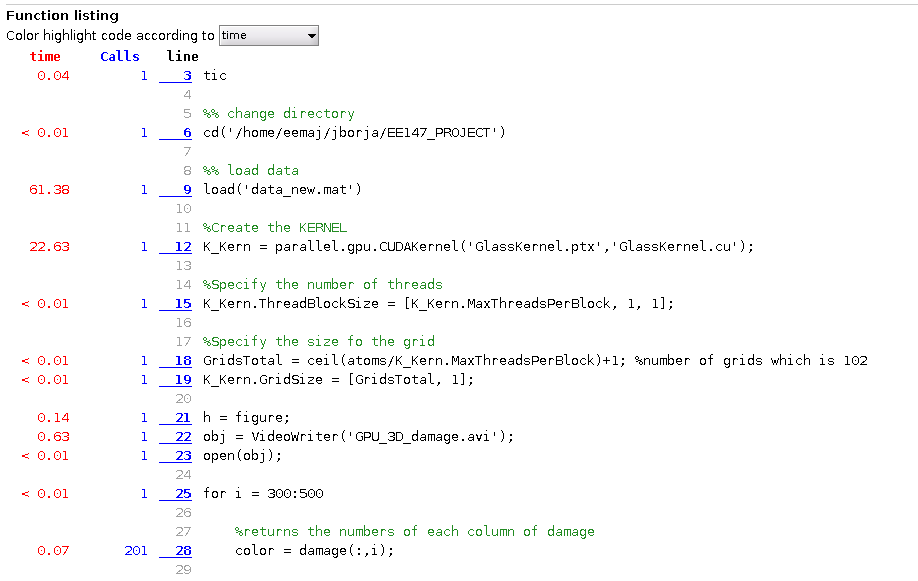 Function listing
Color highlight code according to time
time Calls line
0.04 1 3 tic
4
5 %% change directory
< 0.01 1 6 cd('/home/eemaj/jborja/EE147_PROJECT')
7
8 %% load data
61.38 1 9 load('data_new.mat')
10
11 %Create the KERNEL
22.63 1 12 K_Kern = parallel.gpu.CUDAKernel('GlassKernel.ptx','GlassKernel.cu');
13
14 %Specify the number of threads
< 0.01 1 15 K_Kern.ThreadBlockSize = [K_Kern.MaxThreadsPerBlock, 1, 1];
16
17 %Specify the size fo the grid
< 0.01 1 18 GridsTotal = ceil(atoms/K_Kern.MaxThreadsPerBlock)+1; %number of grids which is 102
< 0.01 1 19 K_Kern.GridSize = [GridsTotal, 1];
20
0.14 1 21 h = figure;
0.63 1 22 obj = VideoWriter('GPU_3D_damage.avi');
< 0.01 1 23 open(obj);
24
< 0.01 1 25 for i = 300:500
26
27 %returns the numbers of each column of damage
0.07 201 28 color = damage(:,i);
29